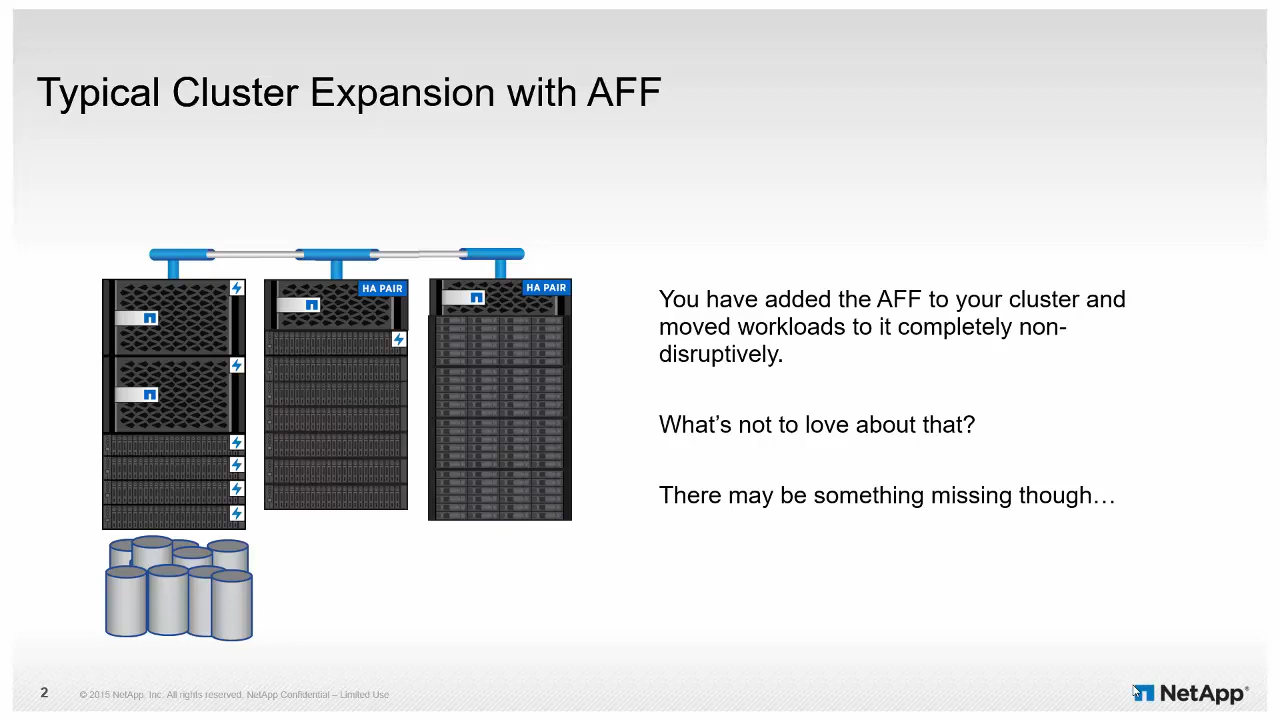 Typical Cluster Expansion with AFF
HA PAIR
HA PAIR
You have added the AFF to your cluster and
moved workloads to it completely non-
disruptively.
What’s not to love about that?
There may be something missing though…
2
© 2015 NetApp, Inc. All rights reserved. NetApp Confidential – Limited Use
NetApp®